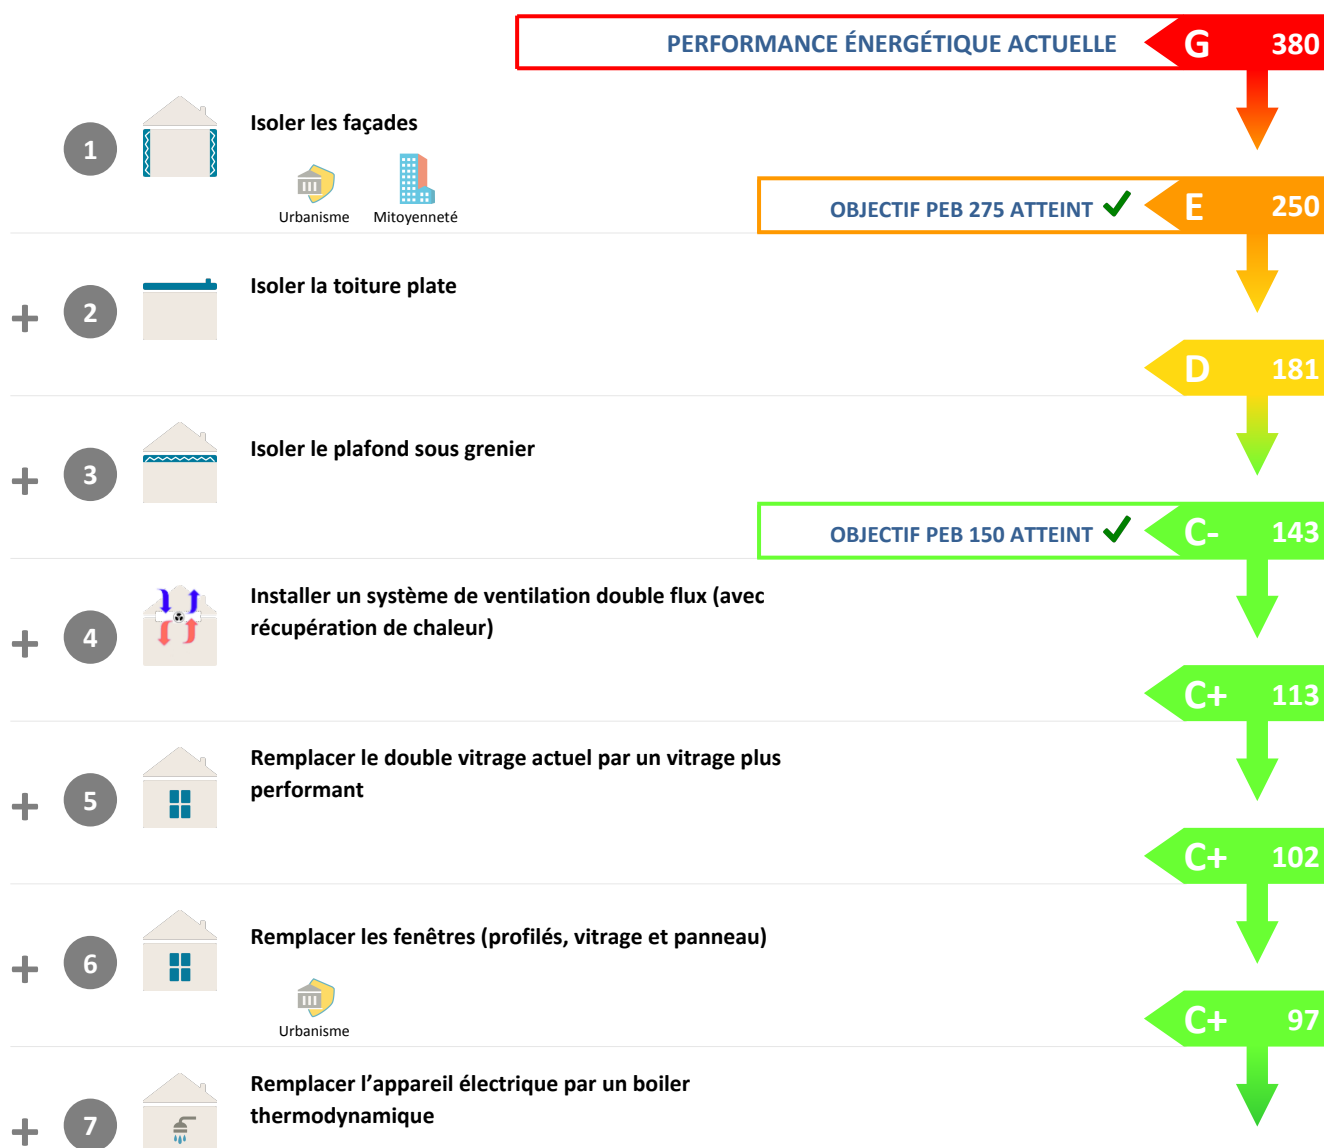 PERFORMANCE ÉNERGÉTIQUE ACTUELLE G 380
1 Isoler les façades
Urbanisme Mitoyenneté
OBJECTIF PEB 275 ATTEINT E 250
+ 2 Isoler la toiture plate
D 181
+ 3 Isoler le plafond sous grenier
OBJECTIF PEB 150 ATTEINT C- 143
+ 4 Installer un système de ventilation double flux (avec
récupération de chaleur)
C+ 113
+ 5 Remplacer le double vitrage actuel par un vitrage plus
performant
C+ 102
+ 6 Remplacer les fenêtres (profilés, vitrage et panneau)
Urbanisme
C+ 97
+ 7 Remplacer l’appareil électrique par un boiler
thermodynamique